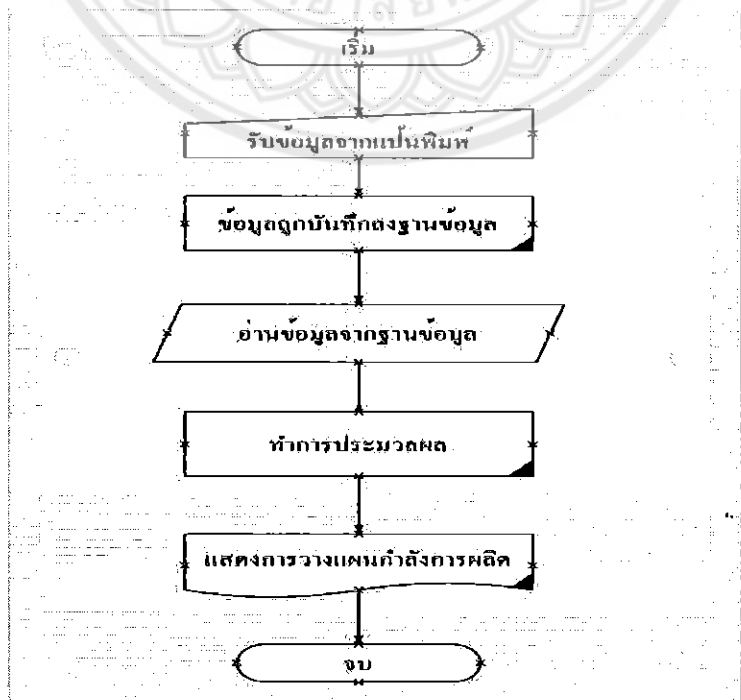 เริ่ม
รับข้อมูลจากแป้นพิมพ์
ข้อมูลถูกบันทึกลงฐานข้อมูล
อ่านข้อมูลจากฐานข้อมูล
ทำการประมวลผล
แสดงการวางแผนกำลังการผลิต
จบ